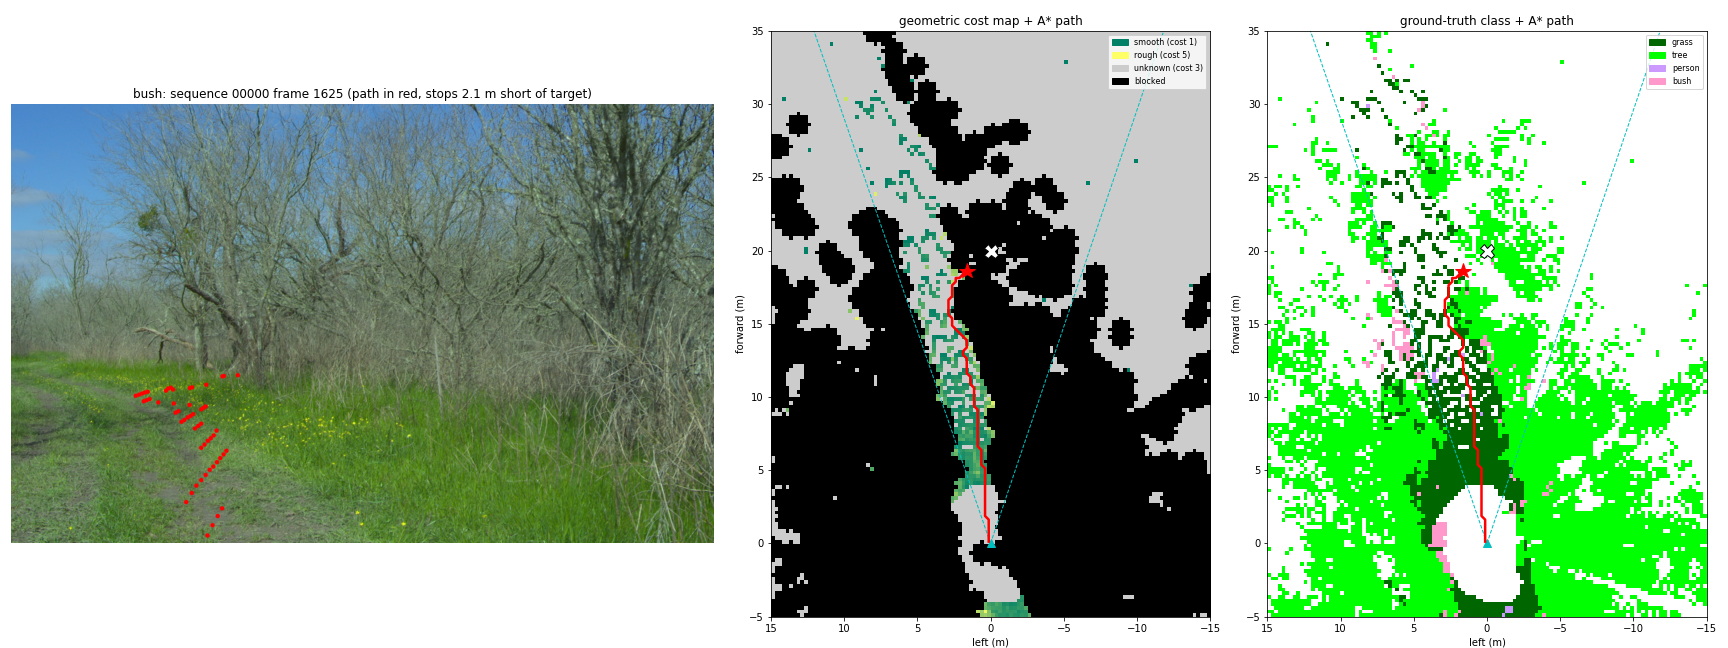 bush: sequence 00000 frame 1625 (path in red, stops 2.1 m short of target)
geometric cost map + A* path
smooth (cost 1)
rough (cost 5)
unknown (cost 3)
blocked
35
30
25
20
15
10
5
0
−5
forward (m)
15
10
5
0
−5
−10
−15
left (m)
ground-truth class + A* path
grass
tree
person
bush
35
30
25
20
15
10
5
0
−5
forward (m)
15
10
5
0
−5
−10
−15
left (m)